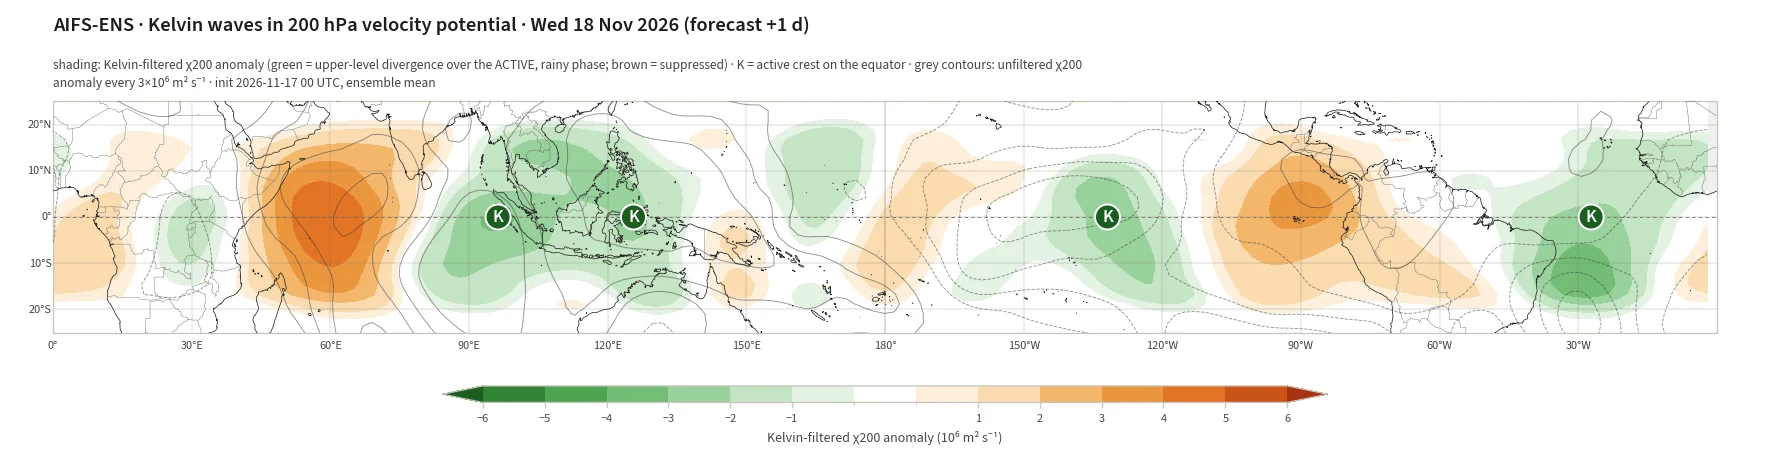 AIFS-ENS · Kelvin waves in 200 hPa velocity potential · Wed 18 Nov 2026 (forecast +1 d)
shading: Kelvin-filtered χ200 anomaly (green = upper-level divergence over the ACTIVE, rainy phase; brown = suppressed) · K = active crest on the equator · grey contours: unfiltered χ200
anomaly every 3×10⁶ m² s⁻¹ · init 2026-11-17 00 UTC, ensemble mean
20°N
10°N
0°
10°S
20°S
K K K K
0° 30°E 60°E 90°E 120°E 150°E 180° 150°W 120°W 90°W 60°W 30°W
−6 −5 −4 −3 −2 −1 1 2 3 4 5 6
Kelvin-filtered χ200 anomaly (10⁶ m² s⁻¹)